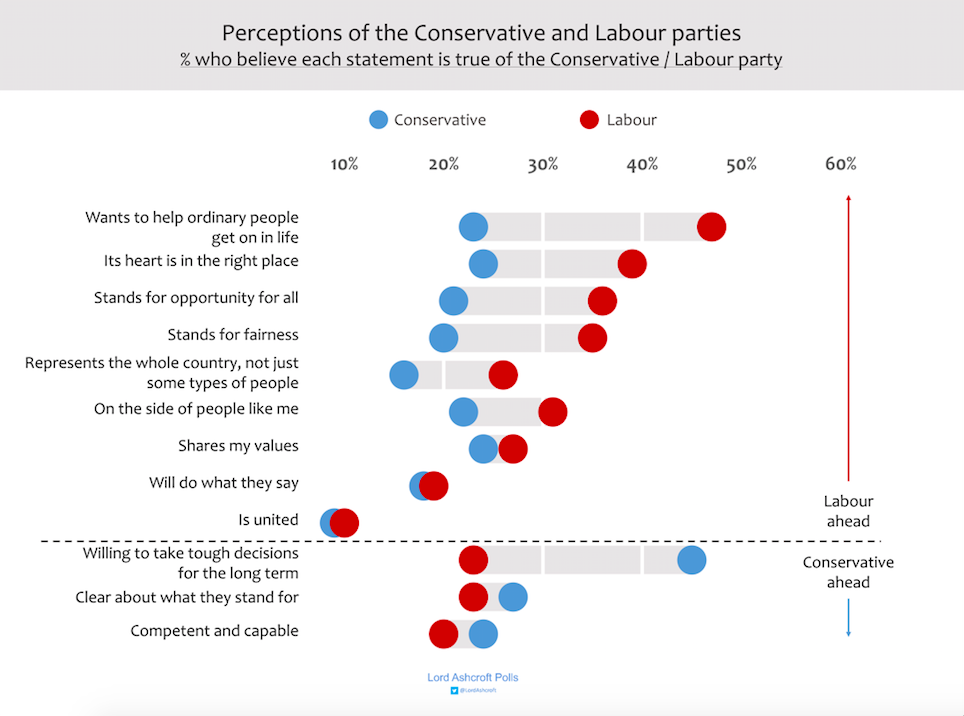 Perceptions of the Conservative and Labour parties
% who believe each statement is true of the Conservative / Labour party
Conservative
Labour
10%
20%
30%
40%
50%
60%
Wants to help ordinary people
get on in life
Its heart is in the right place
Stands for opportunity for all
Stands for fairness
Represents the whole country, not just
some types of people
On the side of people like me
Shares my values
Will do what they say
Is united
Labour
ahead
Willing to take tough decisions
for the long term
Clear about what they stand for
Competent and capable
Conservative
ahead
Lord Ashcroft Polls
@LordAshcroft